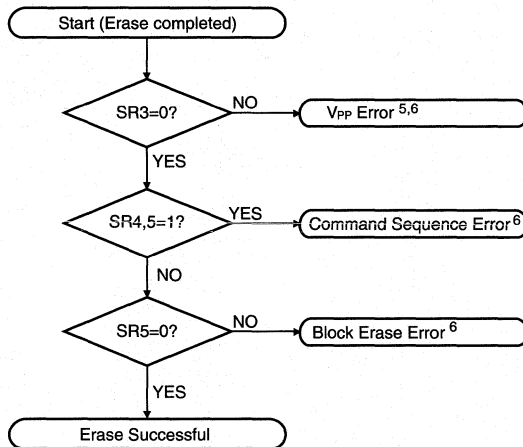 Start (Erase completed)
SR3=0?
NO
VPP Error 5,6
YES
SR4,5=1?
YES
Command Sequence Error 6
NO
SR5=0?
NO
Block Erase Error 6
YES
Erase Successful